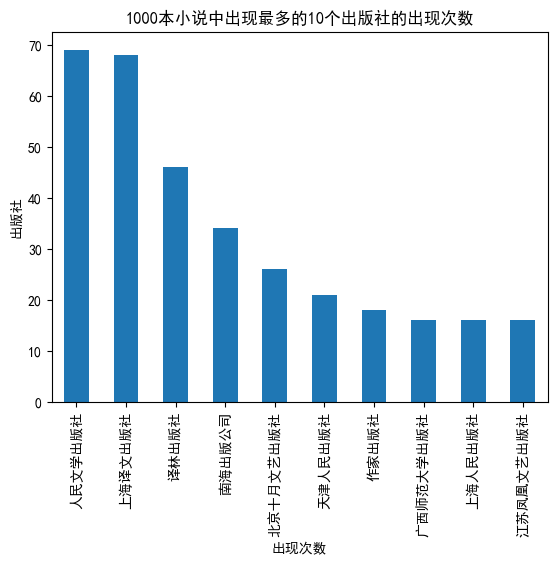 1000本小说中出现最多的10个出版社的出现次数
70
60
50
40
30
20
10
0
出版社
人民文学出版社
上海译文出版社
译林出版社
南海出版公司
北京十月文艺出版社
天津人民出版社
作家出版社
广西师范大学出版社
上海人民出版社
江苏凤凰文艺出版社
出现次数